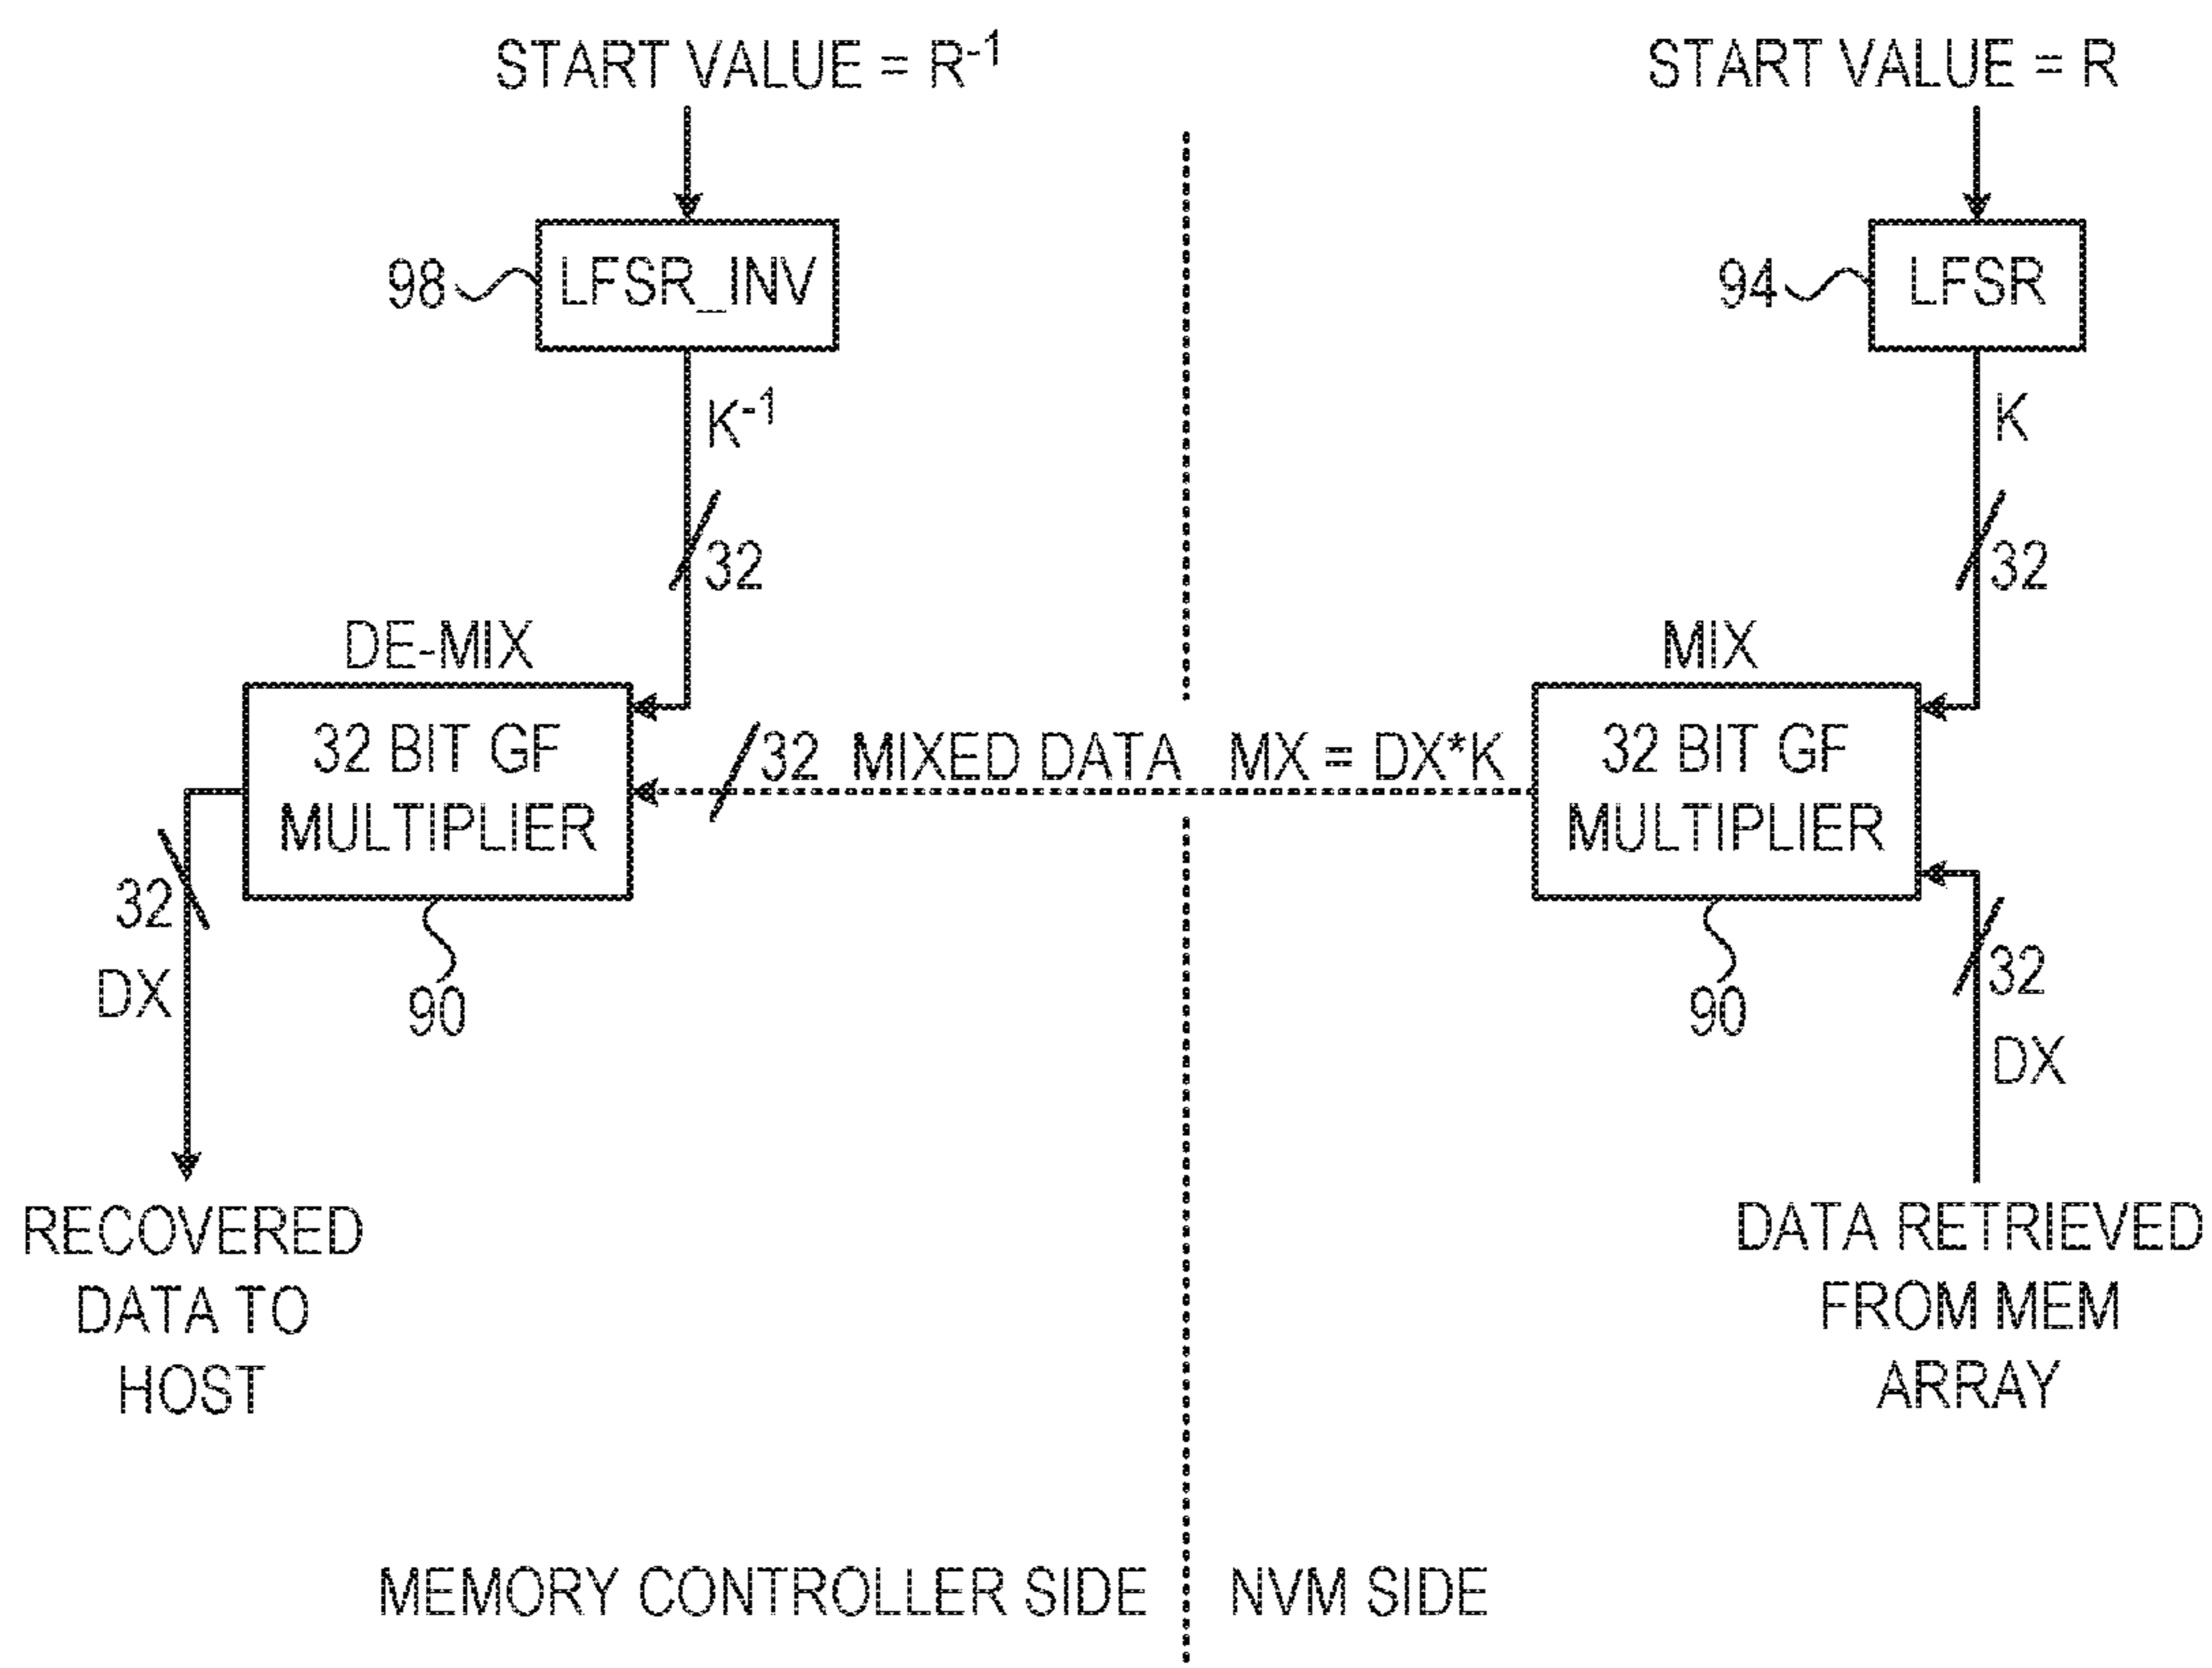 START VALUE = R⁻¹
START VALUE = R
98
LFSR_INV
94
LFSR
K⁻¹
K
32
32
DE-MIX
MIX
32 BIT GF
MULTIPLIER
32 MIXED DATA MX = DX*K
32 BIT GF
MULTIPLIER
32
DX
90
90
32
DX
RECOVERED
DATA TO
HOST
DATA RETRIEVED
FROM MEM
ARRAY
MEMORY CONTROLLER SIDE
NVM SIDE